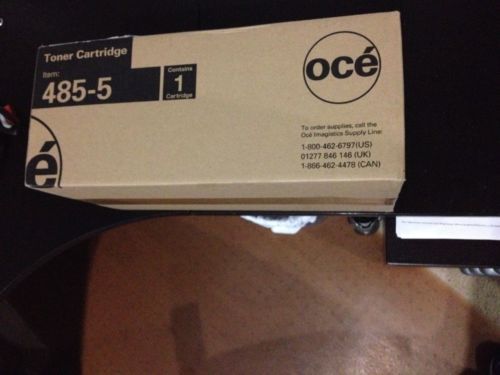 Toner Cartridge
Item:
485-5
Contains
1
Cartridge
océ
To order supplies, call the
Océ Imagistics Supply Line:
1-800-462-6797(US)
01277 846 146 (UK)
1-866-462-4478 (CAN)
é